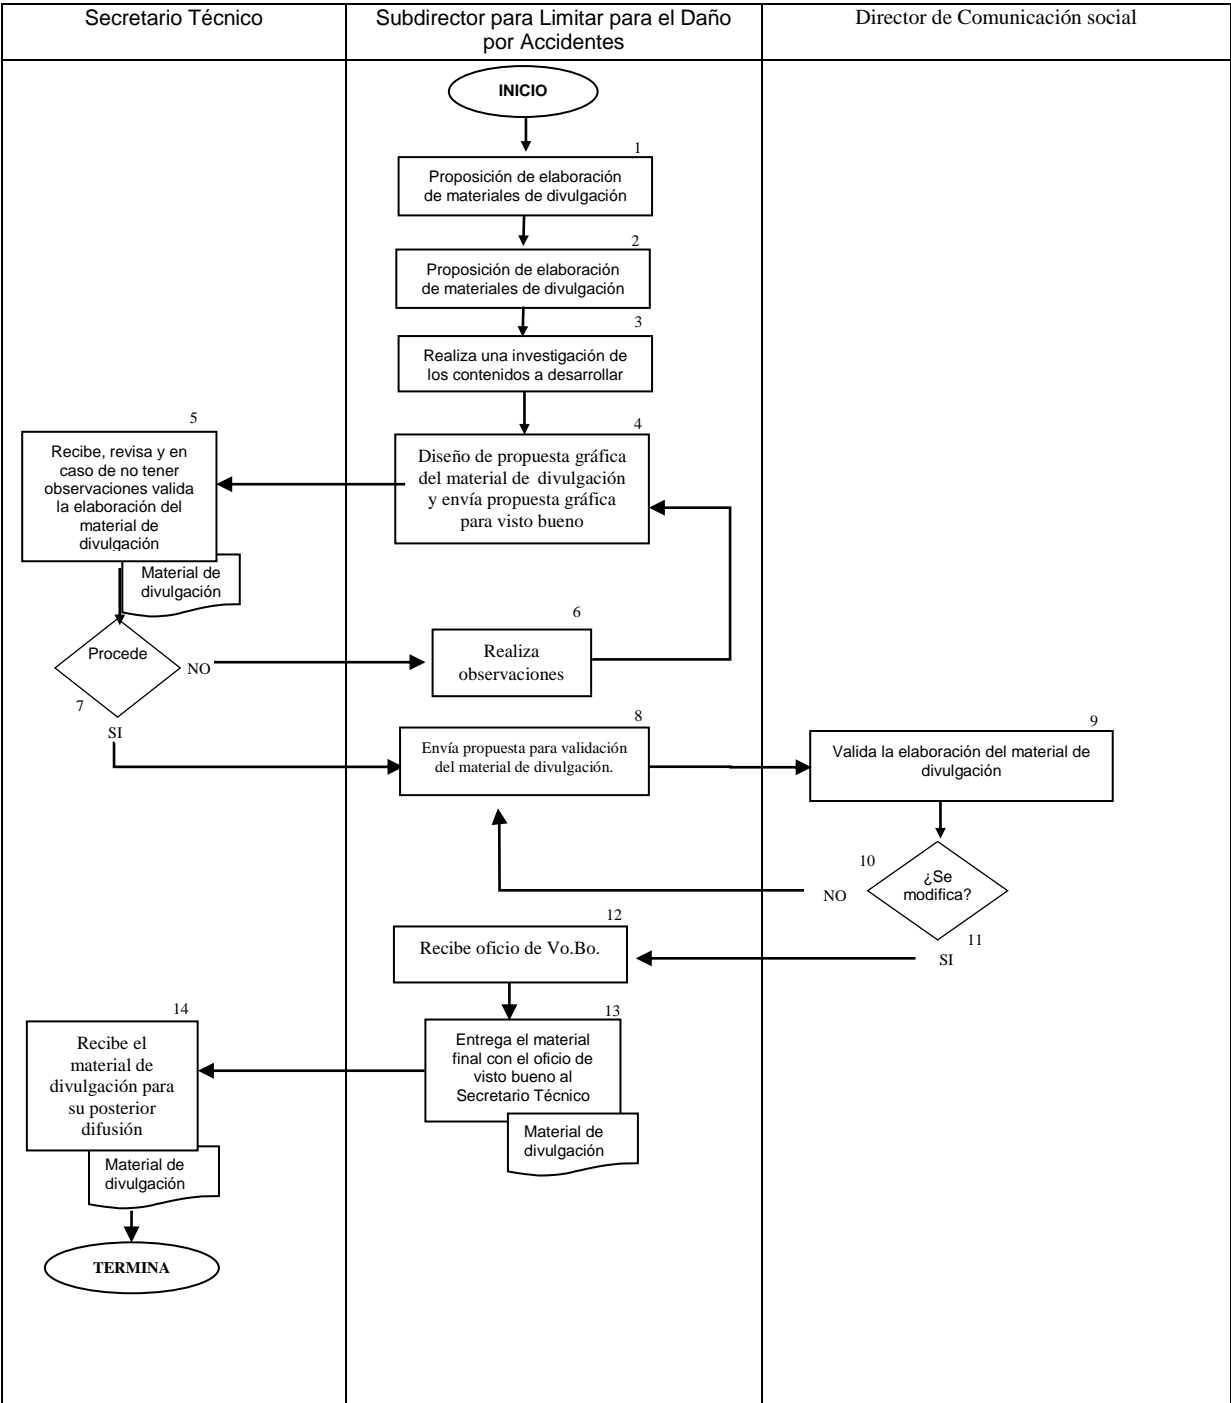 Secretario Técnico
Subdirector para Limitar para el Daño
por Accidentes
Director de Comunicación social
INICIO
1
Proposición de elaboración
de materiales de divulgación
2
Proposición de elaboración
de materiales de divulgación
3
Realiza una investigación de
los contenidos a desarrollar
4
Diseño de propuesta gráfica
del material de divulgación
y envía propuesta gráfica
para visto bueno
5
Recibe, revisa y en
caso de no tener
observaciones valida
la elaboración del
material de
divulgación
Material de
divulgación
6
Realiza
observaciones
Procede
NO
7
SI
8
Envía propuesta para validación
del material de divulgación.
9
Valida la elaboración del material de
divulgación
10
¿Se
modifica?
NO
11
SI
12
Recibe oficio de Vo.Bo.
13
Entrega el material
final con el oficio de
visto bueno al
Secretario Técnico
Material de
divulgación
14
Recibe el
material de
divulgación para
su posterior
difusión
Material de
divulgación
TERMINA